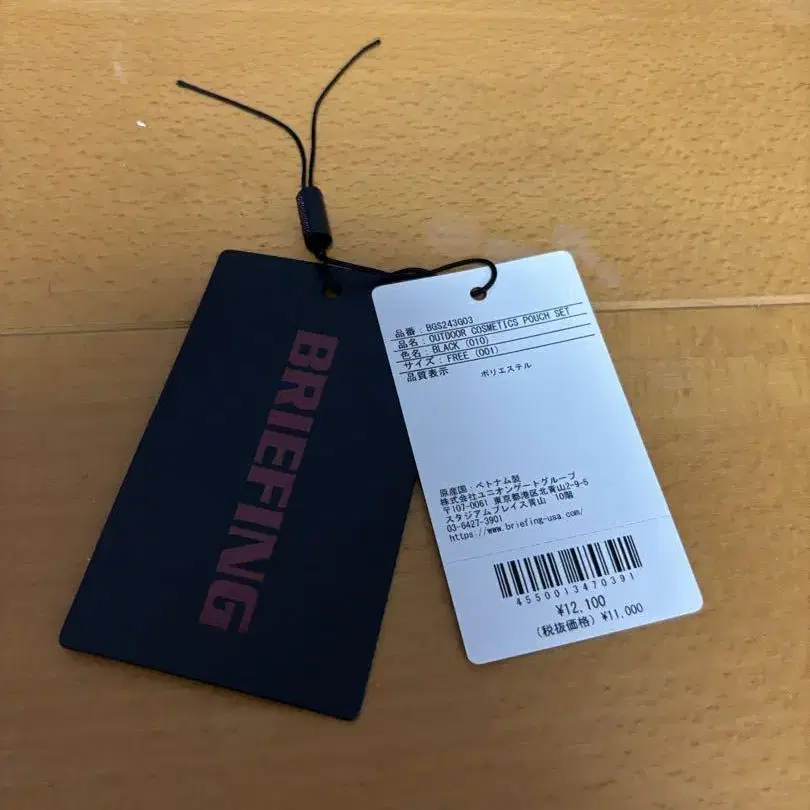 BRIEFING
品番：BGS243G03
品名：OUTDOOR COSMETICS POUCH SET
色名：BLACK (010)
サイズ：FREE (001)
品質表示 ポリエステル
原産国：ベトナム製
株式会社ユニオンゲートグループ
〒107-0061 東京都港区北青山2-9-5
スタジアムプレイス青山 10階
03-6427-3901
https://www.briefing-usa.com/
4550013470391
¥12,100
(税抜価格) ¥11,000